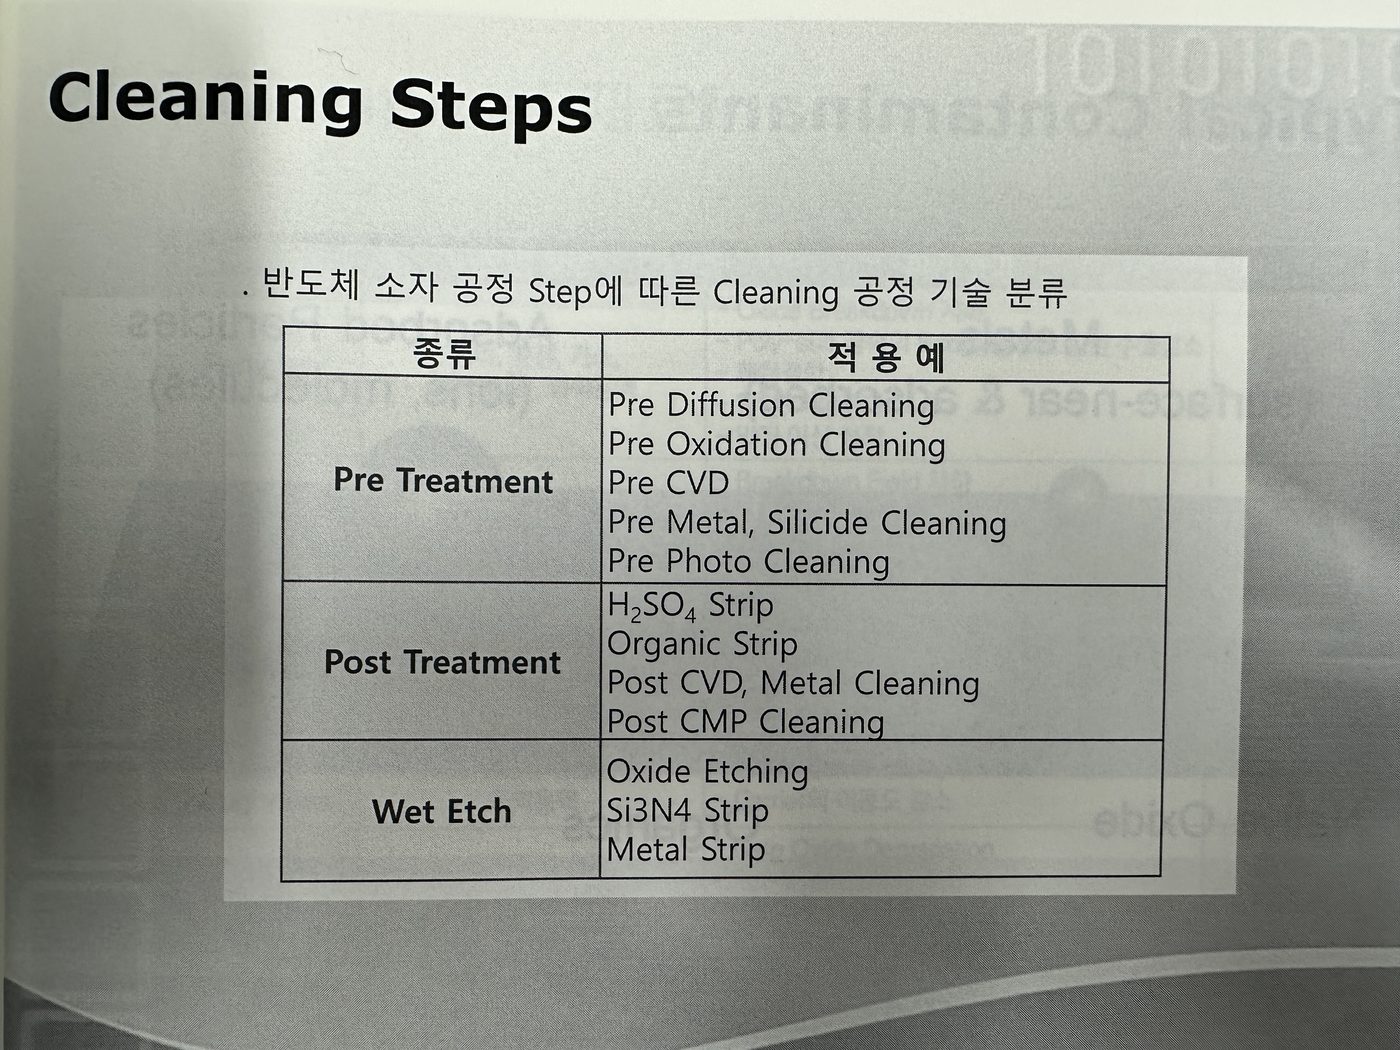 Cleaning Steps
. 반도체 소자 공정 Step에 따른 Cleaning 공정 기술 분류
종류
적 용 예
Pre Treatment
Pre Diffusion Cleaning
Pre Oxidation Cleaning
Pre CVD
Pre Metal, Silicide Cleaning
Pre Photo Cleaning
Post Treatment
H₂SO₄ Strip
Organic Strip
Post CVD, Metal Cleaning
Post CMP Cleaning
Wet Etch
Oxide Etching
Si3N4 Strip
Metal Strip